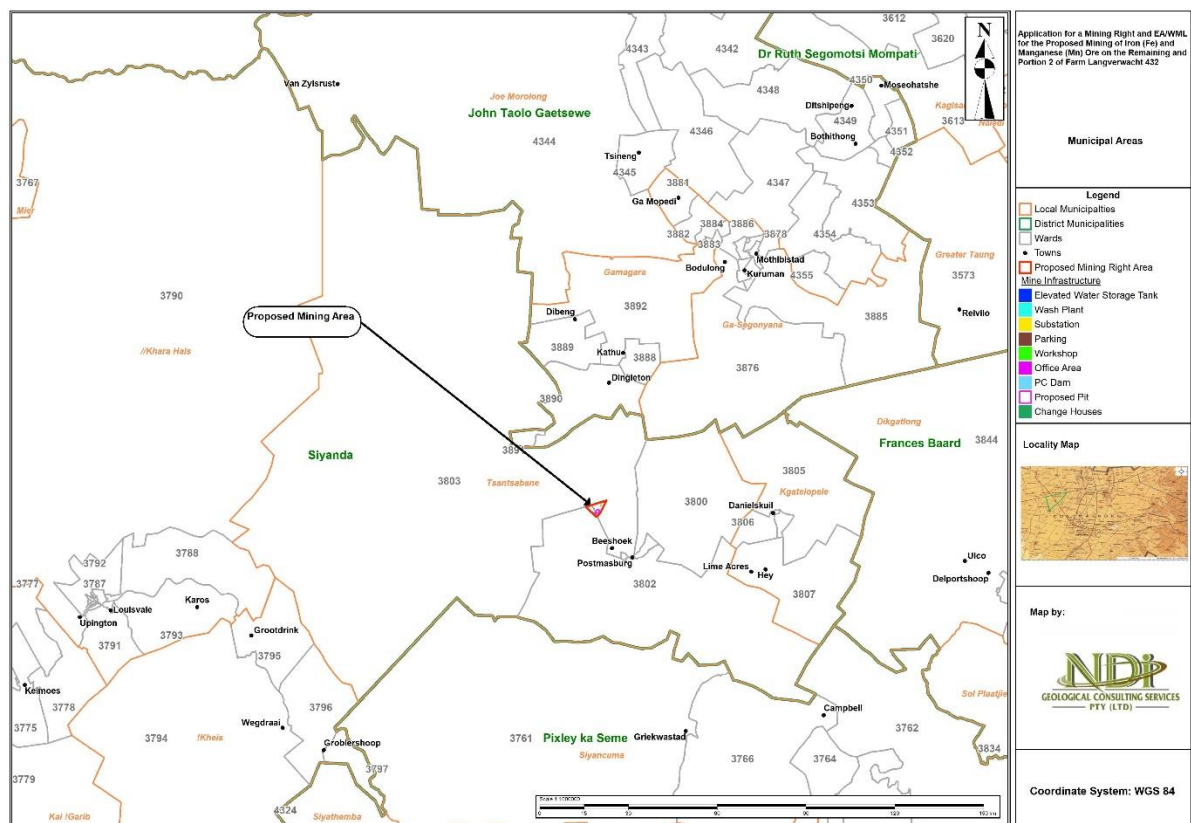 3612
3620
4343
4342
Dr Ruth Segomotsi Mompati
N
Van Zylsrust
4350
Moseohatshe
4348
Joe Morolong
John Taolo Gaetsewe
4344
Ditshipeng
4349
4351
Bothithong
4352
3613
4346
Tsineng
4345
3767
Mier
3881
4347
Ga Mopedi
3882
3884
3886
3883
3878
4353
4354
Mothibistad
Bodulong
Kuruman
4355
Greater Taung
3573
Reivilo
Gamagara
3892
3885
3790
Proposed Mining Area
Dibeng
3889
Kathu
3888
Ga-Segonyana
3876
//Khara Hais
Dingleton
3890
Dikgatlong
Frances Baard
3844
Siyanda
3803
Tsantsabane
3805
Kgatelopele
3800
Danielskuil
3806
Beeshoek
Postmasburg
3802
Lime Acres
Hey
3807
Ulco
Delportshoop
3788
3792
3787
3777
Louisvale
Karos
Upington
3791
3793
Grootdrink
3795
Keimoes
3778
3775
3796
Wegdraai
3794
!Kheis
Groblershoop
3797
3779
Kai !Garib
4324
Siyathemba
3761
Pixley ka Seme
Siyancuma
Griekwastad
Campbell
3766
3764
3762
Sol Plaatjie
3834
Application for a Mining Right and EA/WML
for the Proposed Mining of Iron (Fe) and
Manganese (Mn) Ore on the Remaining and
Portion 2 of Farm Langverwacht 432
Municipal Areas
Legend
Local Municipalties
District Municipalities
Wards
Towns
Proposed Mining Right Area
Mine Infrastructure
Elevated Water Storage Tank
Wash Plant
Substation
Parking
Workshop
Office Area
PC Dam
Proposed Pit
Change Houses
Locality Map
Map by:
NDi
GEOLOGICAL CONSULTING SERVICES
PTY (LTD)
Coordinate System: WGS 84